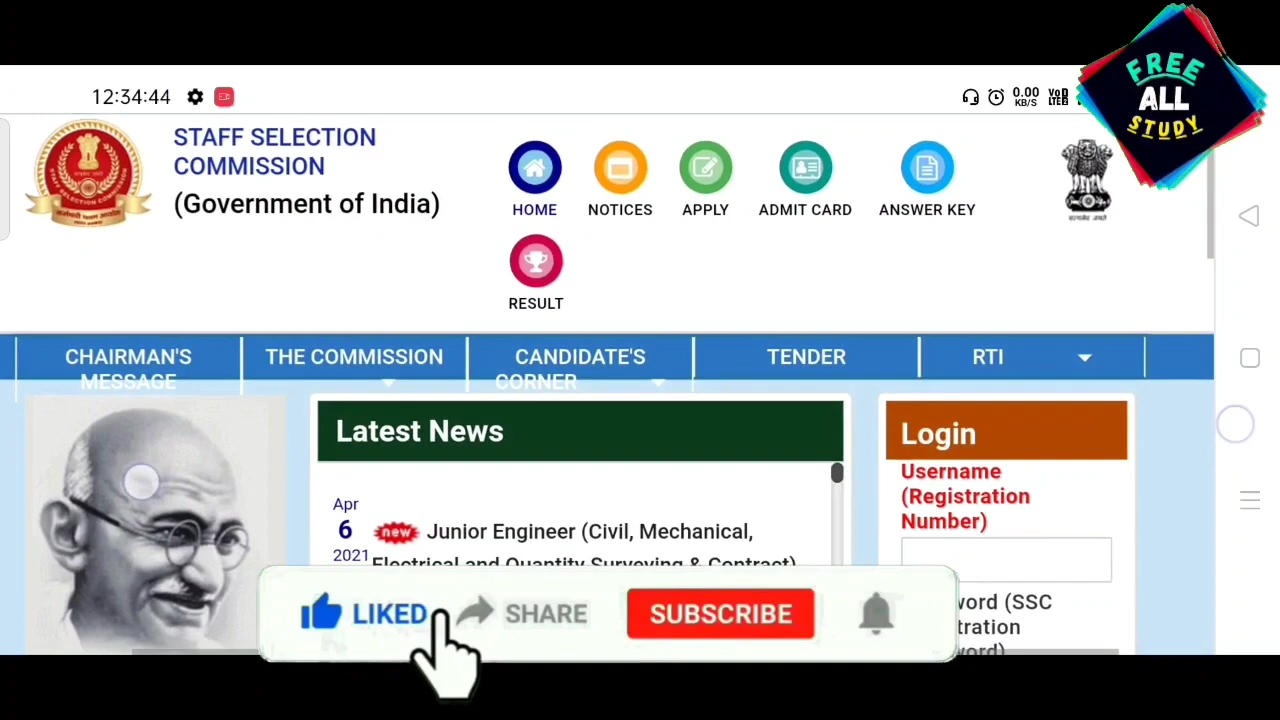 FREE
ALL
STUDY
12:34:44
0.00
KB/S
VoD
LTE
STAFF SELECTION
COMMISSION
(Government of India)
HOME
NOTICES
APPLY
ADMIT CARD
ANSWER KEY
RESULT
CHAIRMAN'S
MESSAGE
THE COMMISSION
CANDIDATE'S
CORNER
TENDER
RTI
Latest News
Login
Username
(Registration
Number)
Apr
6
2021
new Junior Engineer (Civil, Mechanical,
Electrical and Quantity Surveying & Contract)
LIKED
SHARE
SUBSCRIBE
(SSC